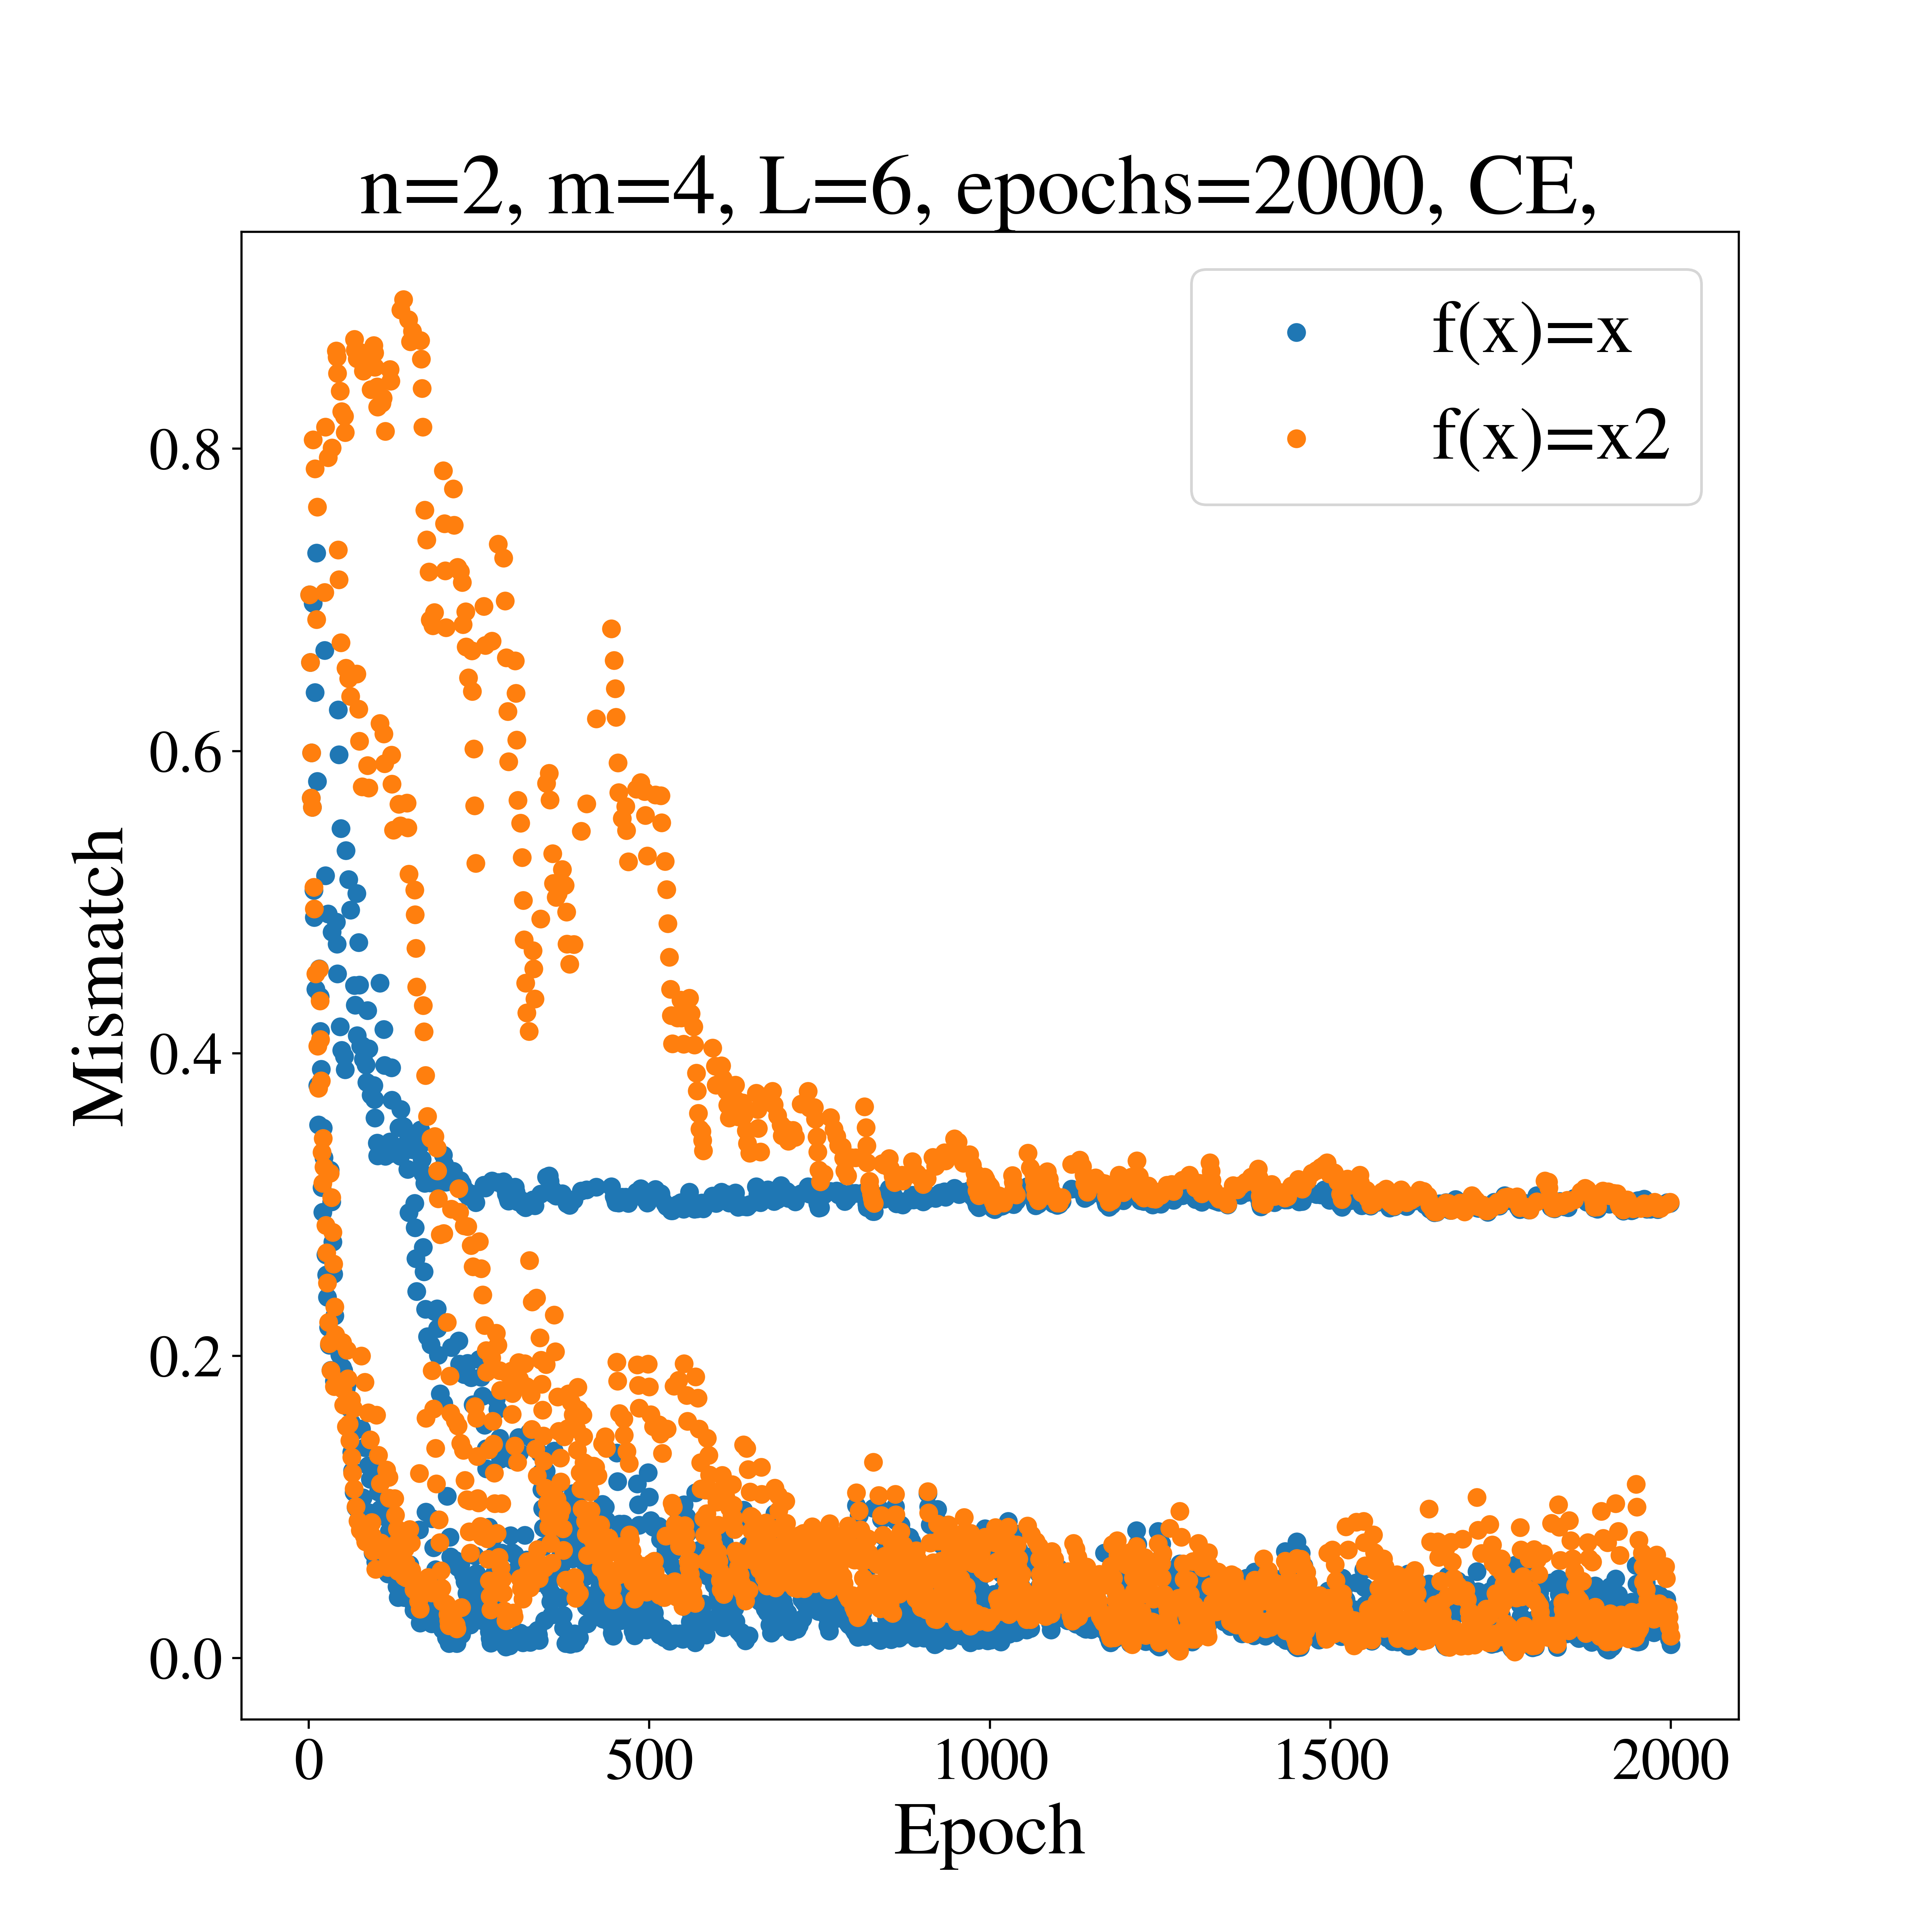 n=2, m=4, L=6, epochs=2000, CE,
f(x)=x
f(x)=x2
Mismatch
0.8
0.6
0.4
0.2
0.0
0 500 1000 1500 2000
Epoch